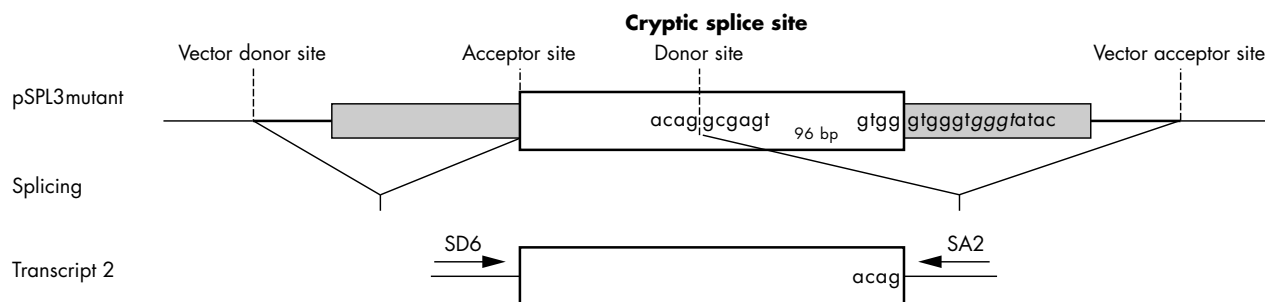 Cryptic splice site
Vector donor site Acceptor site Donor site Vector acceptor site
pSPL3mutant
acag gcgagt gtgg gtgggtgggtatac
96 bp
Splicing
SD6 SA2
Transcript 2
acag